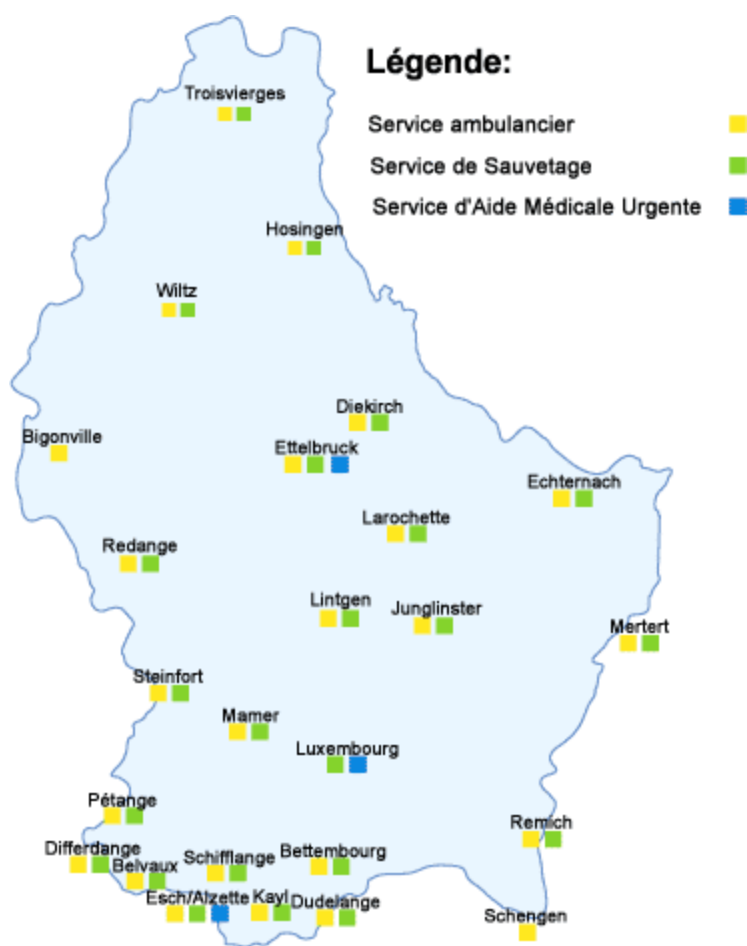 Légende:
Service ambulancier
Service de Sauvetage
Service d'Aide Médicale Urgente
Troisvierges
Hosingen
Wiltz
Diekirch
Bigonville
Ettelbruck
Echternach
Larochette
Redange
Lintgen
Junglinster
Mertert
Steinfort
Mamer
Luxembourg
Pétange
Remich
Differdange
Belvaux
Schifflange
Bettembourg
Esch/Alzette
Kayl
Dudelange
Schengen